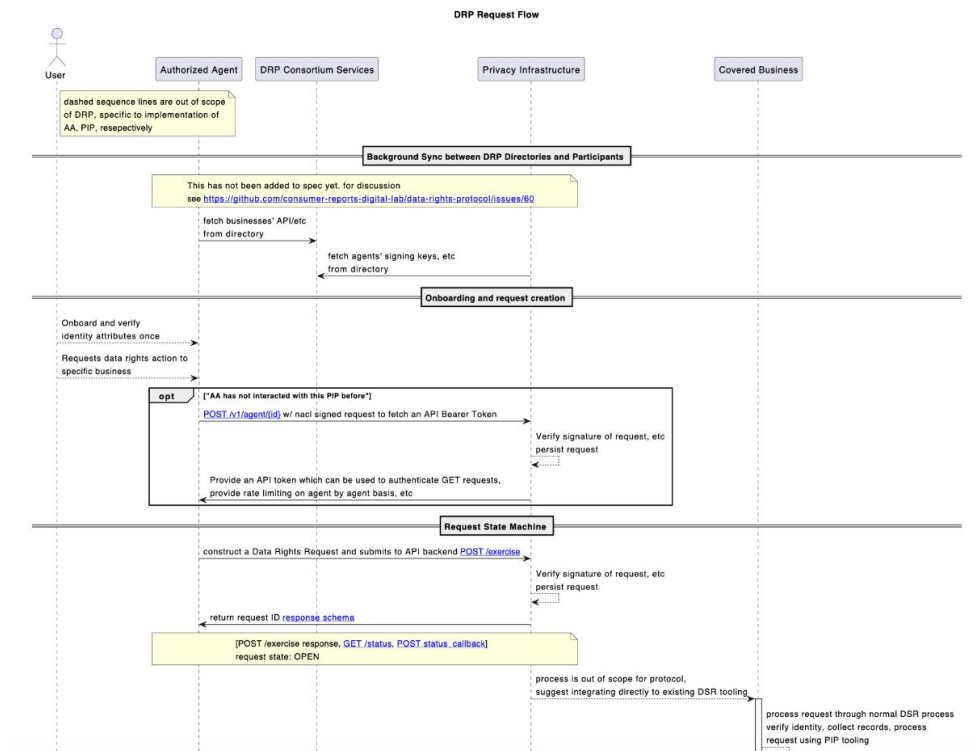 DRP Request Flow
User
Authorized Agent
DRP Consortium Services
Privacy Infrastructure
Covered Business
dashed sequence lines are out of scope
of DRP, specific to implementation of
AA, PIP, resepectively
Background Sync between DRP Directories and Participants
This has not been added to spec yet. for discussion
see https://github.com/consumer-reports-digital-lab/data-rights-protocol/issues/60
fetch businesses' API/etc
from directory
fetch agents' signing keys, etc
from directory
Onboarding and request creation
Onboard and verify
identity attributes once
Requests data rights action to
specific business
opt
["AA has not interacted with this PIP before"]
POST /v1/agent/{id} w/ nacl signed request to fetch an API Bearer Token
Verify signature of request, etc
persist request
Provide an API token which can be used to authenticate GET requests,
provide rate limiting on agent by agent basis, etc
Request State Machine
construct a Data Rights Request and submits to API backend POST /exercise
Verify signature of request, etc
persist request
return request ID response schema
[POST /exercise response, GET /status, POST status_callback]
request state: OPEN
process is out of scope for protocol,
suggest integrating directly to existing DSR tooling
process request through normal DSR process
verify identity, collect records, process
request using PIP tooling